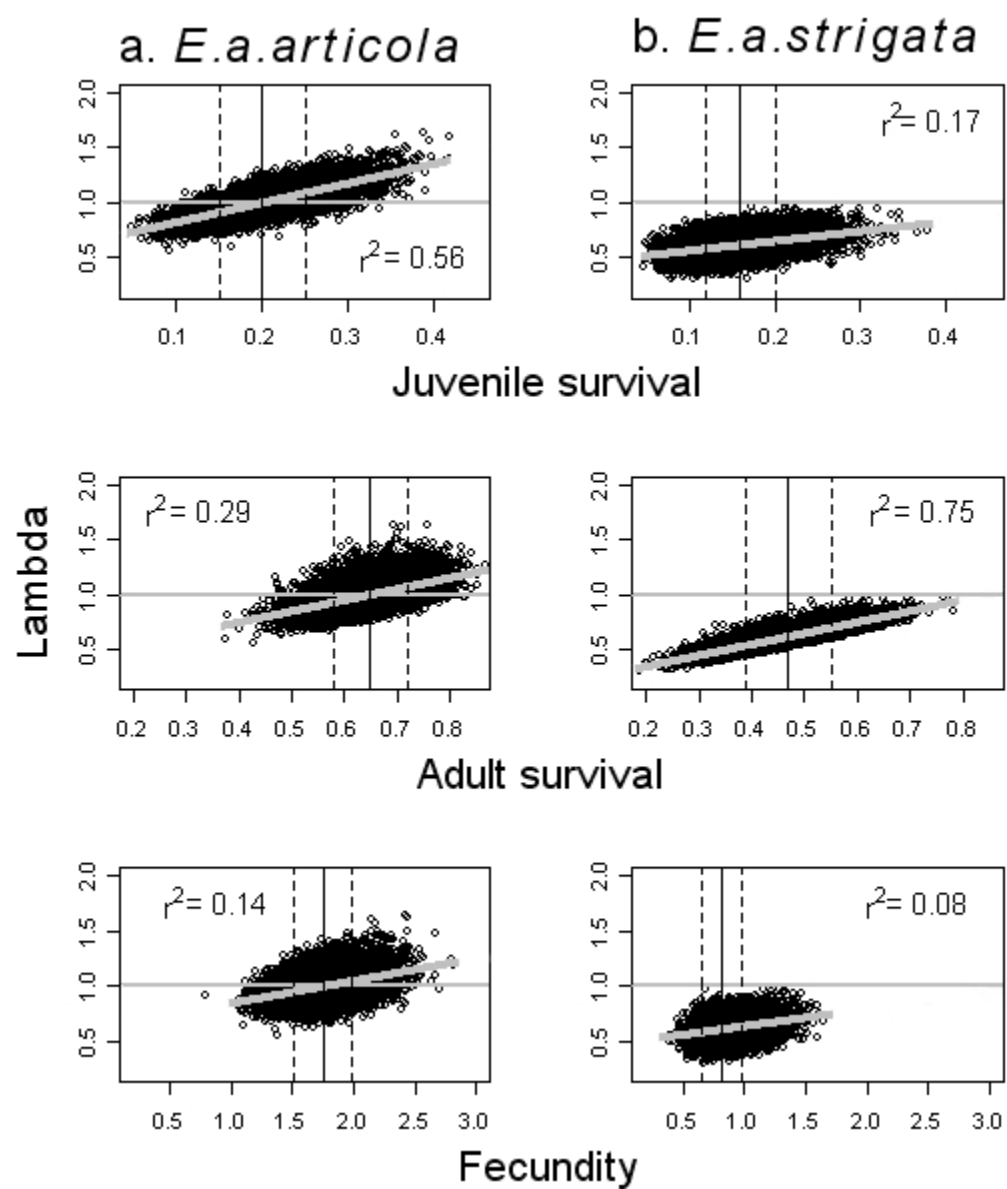 a. E.a.articola
b. E.a.strigata
2.0
1.5
1.0
0.5
r²= 0.56
0.1 0.2 0.3 0.4
2.0
1.5
1.0
0.5
r²= 0.17
0.1 0.2 0.3 0.4
Juvenile survival
Lambda
2.0
1.5
1.0
0.5
r²= 0.29
0.2 0.3 0.4 0.5 0.6 0.7 0.8
2.0
1.5
1.0
0.5
r²= 0.75
0.2 0.3 0.4 0.5 0.6 0.7 0.8
Adult survival
2.0
1.5
1.0
0.5
r²= 0.14
0.5 1.0 1.5 2.0 2.5 3.0
2.0
1.5
1.0
0.5
r²= 0.08
0.5 1.0 1.5 2.0 2.5 3.0
Fecundity